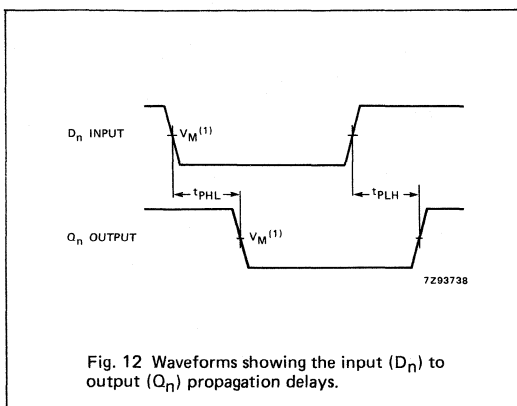 Dn INPUT
VM(1)
tPHL
tPLH
Qn OUTPUT
VM(1)
7Z93738
Fig. 12 Waveforms showing the input (Dn) to
output (Qn) propagation delays.